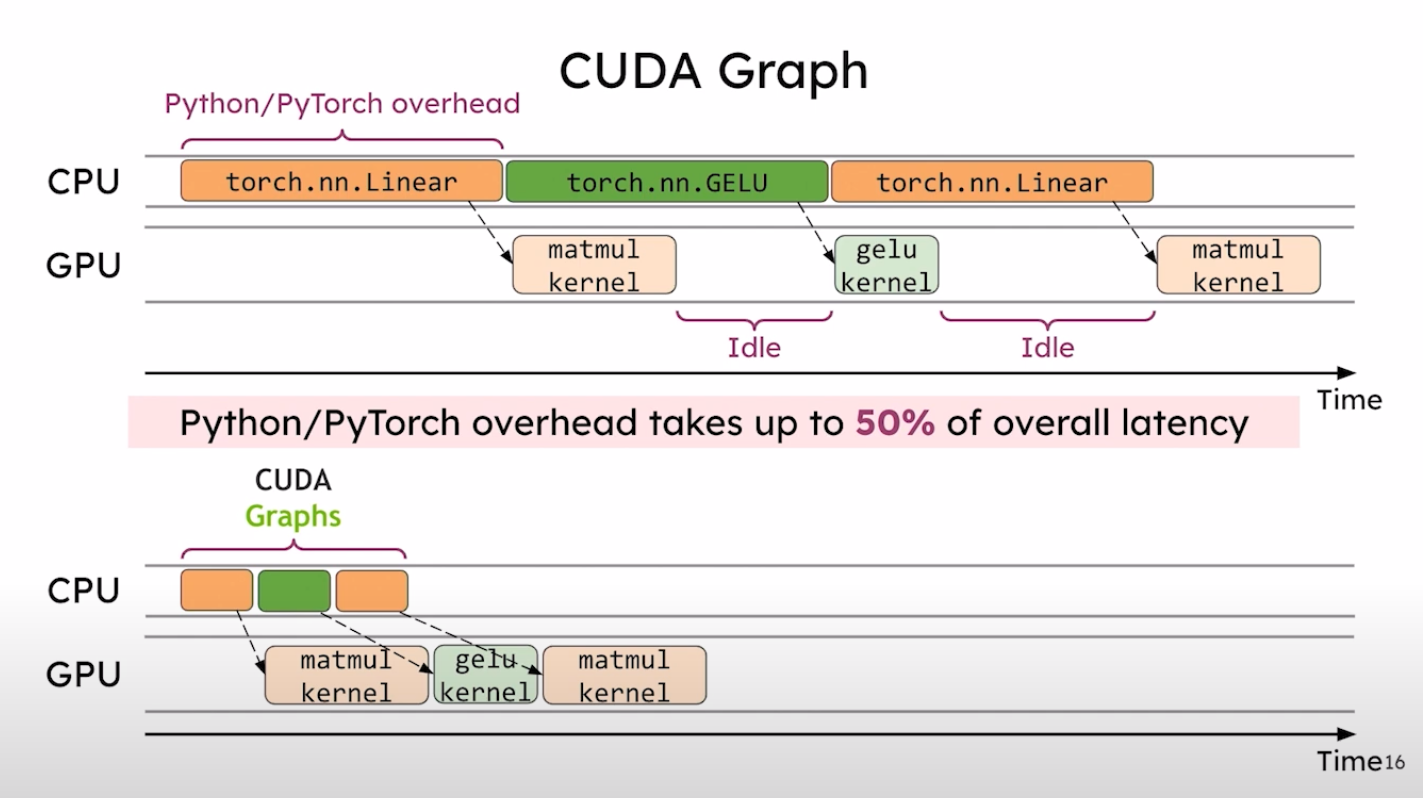 CUDA Graph
Python/PyTorch overhead
CPU
torch.nn.Linear
torch.nn.GELU
torch.nn.Linear
GPU
matmul
kernel
gelu
kernel
matmul
kernel
Idle
Idle
Time
Python/PyTorch overhead takes up to 50% of overall latency
CUDA
Graphs
CPU
GPU
matmul
kernel
gelu
kernel
matmul
kernel
Time
16